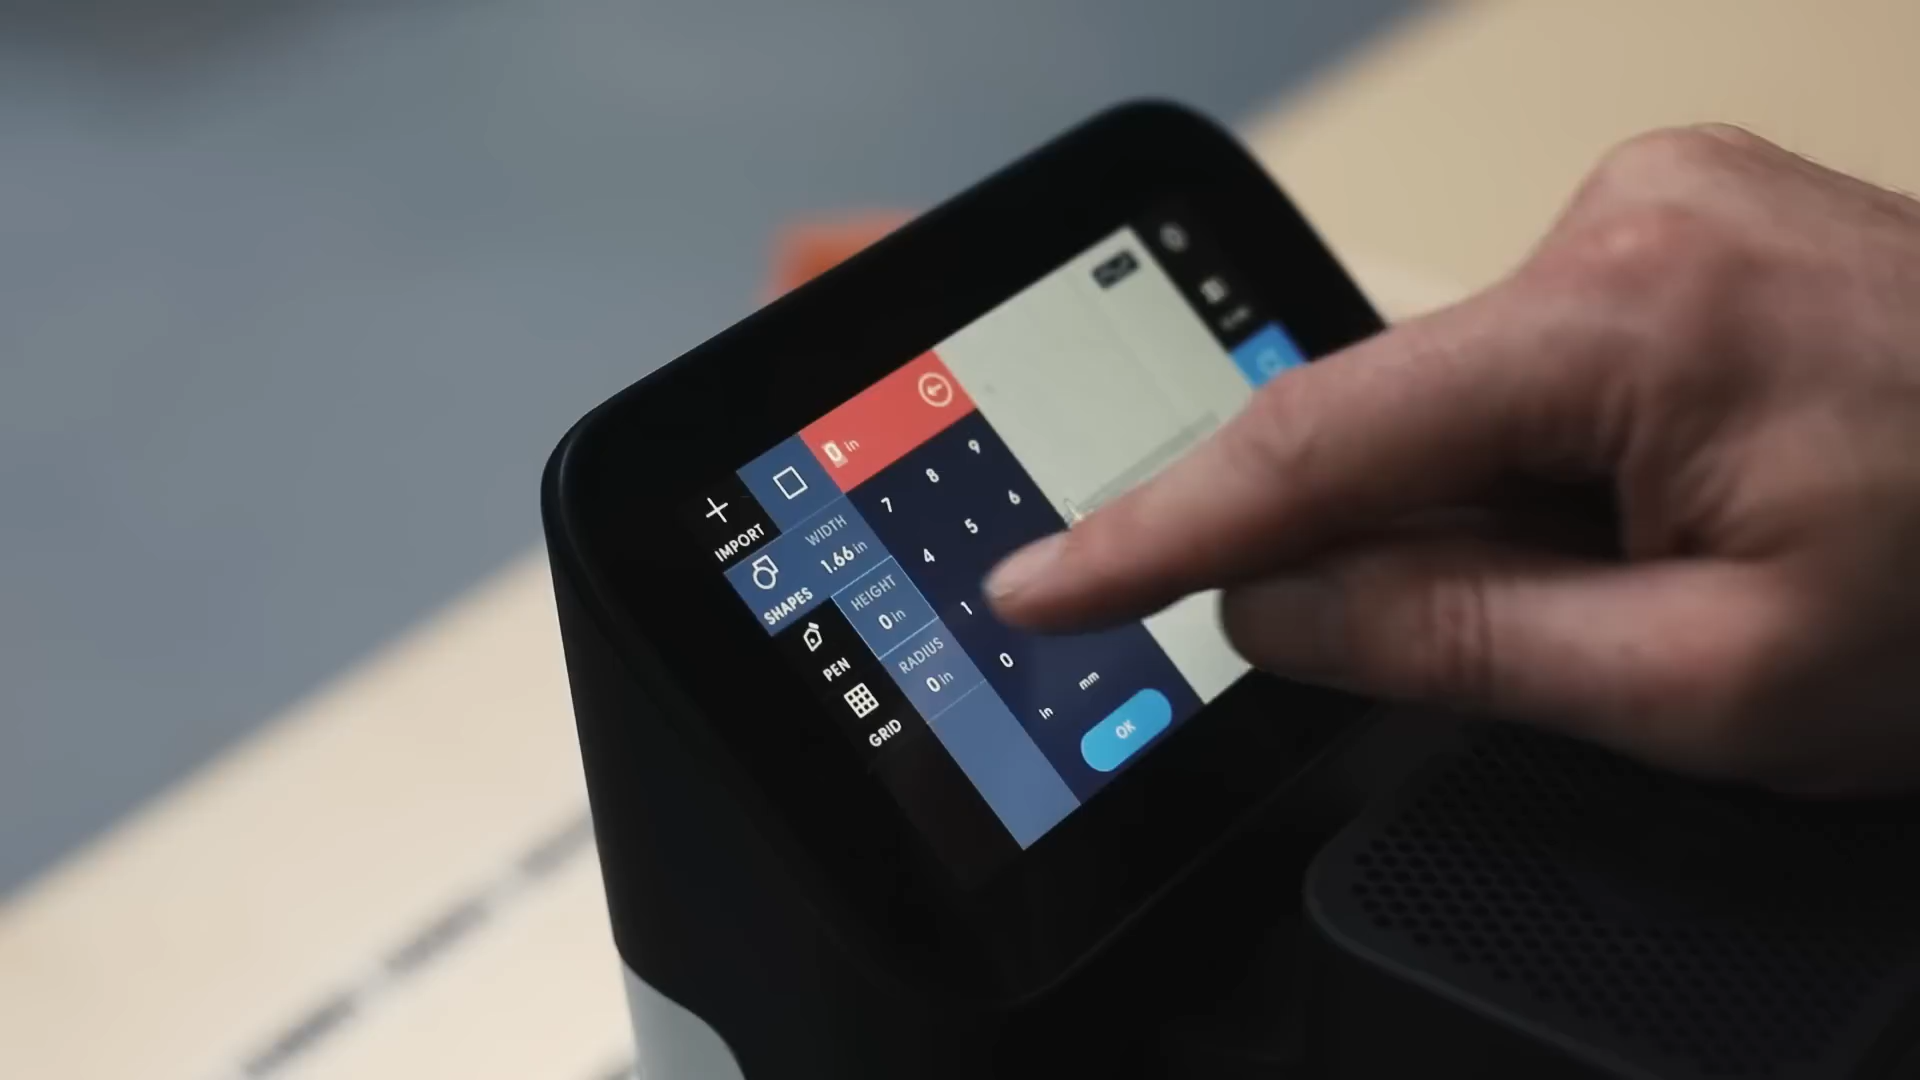 0 in
IMPORT
SHAPES
PEN
GRID
WIDTH
1.66 in
HEIGHT
0 in
RADIUS
0 in
7 8 9
4 5 6
1
0
in mm
OK